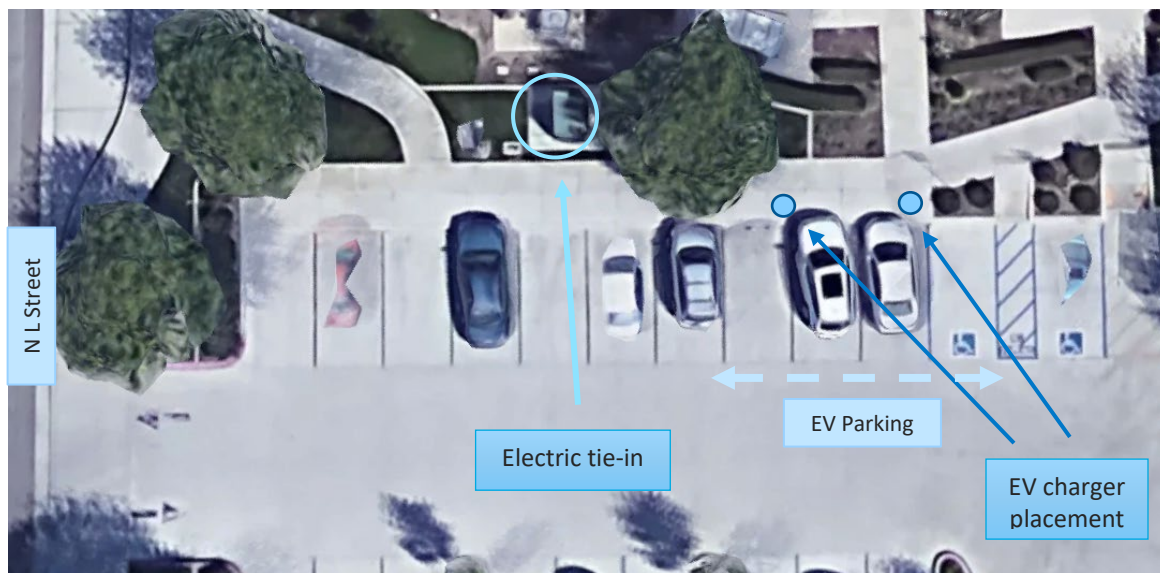 N L Street
Electric tie-in
EV Parking
EV charger
placement